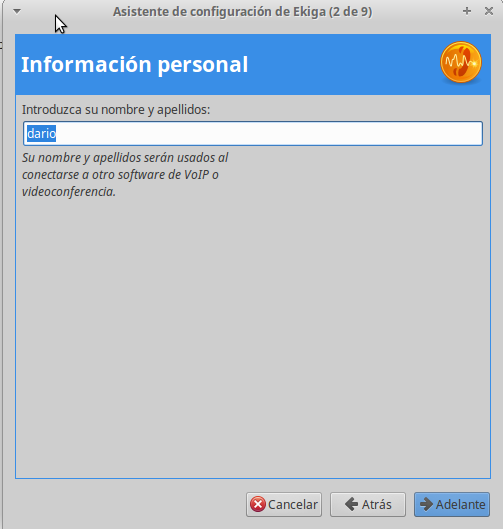 Asistente de configuración de Ekiga (2 de 9)
Información personal
Introduzca su nombre y apellidos:
dario
Su nombre y apellidos serán usados al
conectarse a otro software de VoIP o
videoconferencia.
Cancelar
Atrás
Adelante